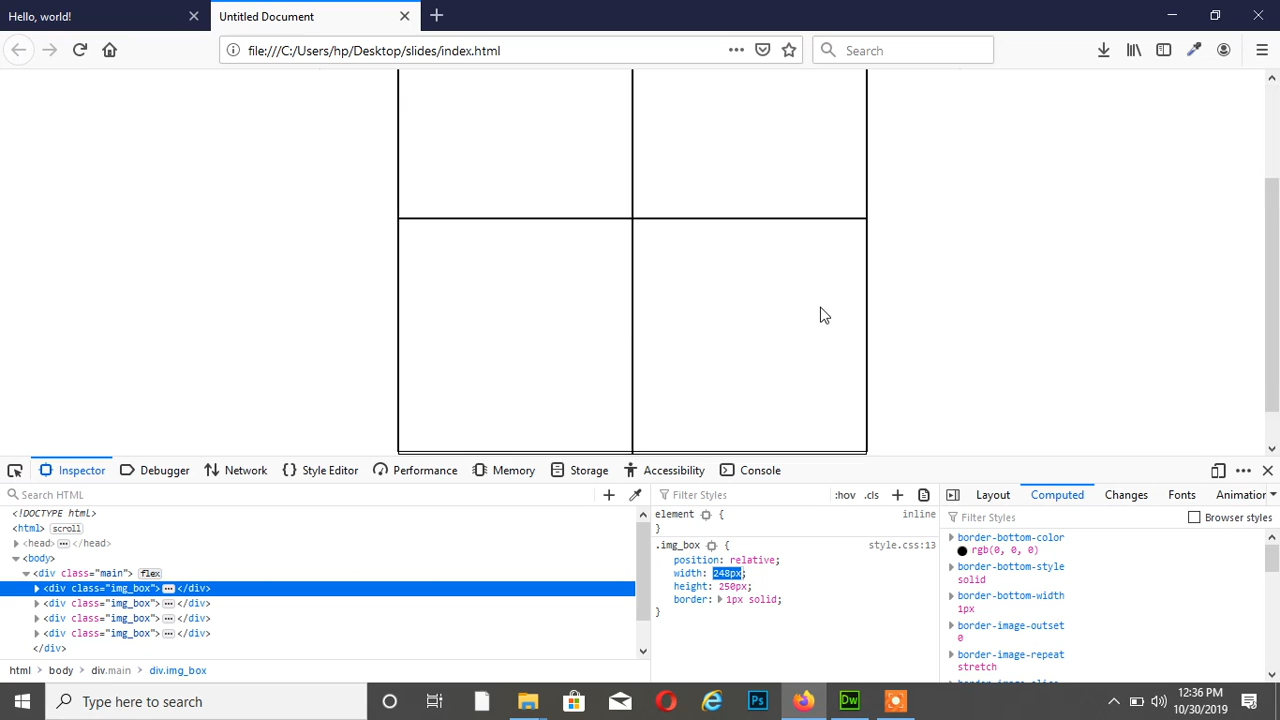 Hello, world!
Untitled Document
file:///C:/Users/hp/Desktop/slides/index.html
Search
Inspector
Debugger
Network
Style Editor
Performance
Memory
Storage
Accessibility
Console
Search HTML
Filter Styles
:hov .cls
Layout
Computed
Changes
Fonts
Animation
<!DOCTYPE html>
<html> scroll
<head> </head>
<body>
<div class="main"> flex
<div class="img_box"> </div>
<div class="img_box"> </div>
<div class="img_box"> </div>
<div class="img_box"> </div>
</div>
html > body > div.main > div.img_box
element { inline
}
.img_box { style.css:13
position: relative;
width: 248px;
height: 250px;
border: 1px solid;
}
Filter Styles
Browser styles
border-bottom-color
rgb(0, 0, 0)
border-bottom-style
solid
border-bottom-width
1px
border-image-outset
0
border-image-repeat
stretch
Type here to search
Ps
Dw
12:36 PM
10/30/2019